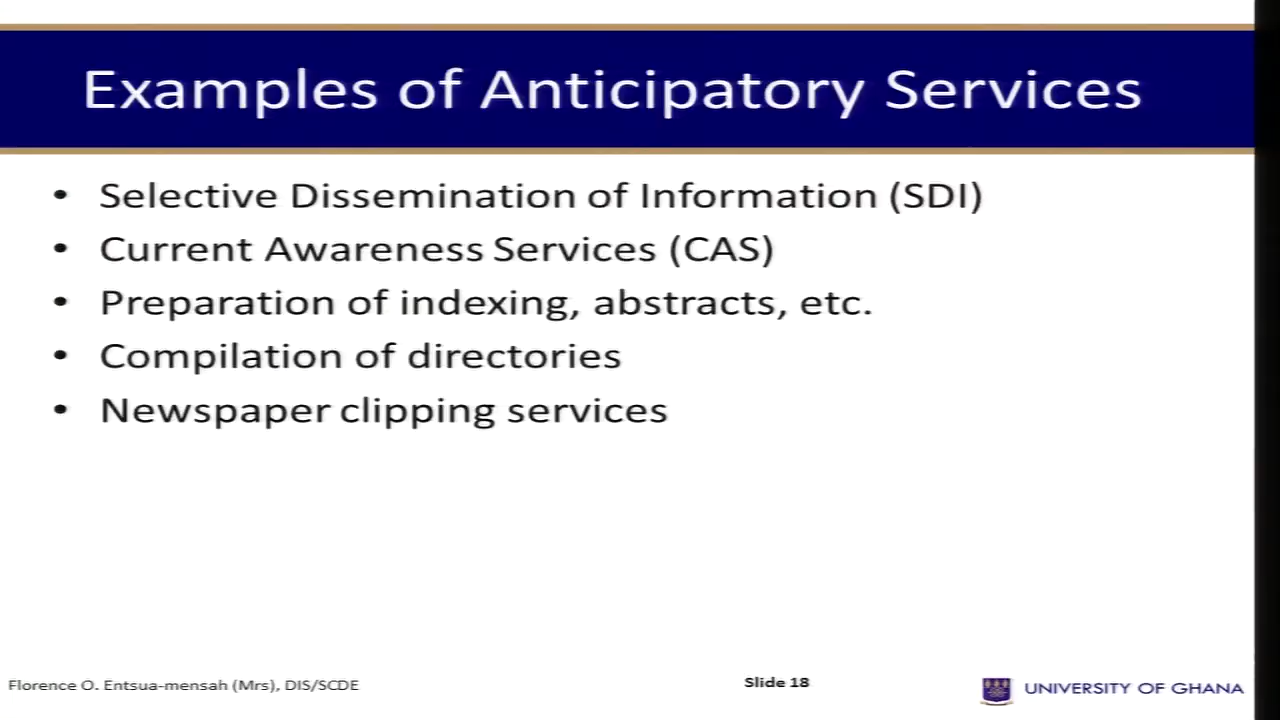 Examples of Anticipatory Services
• Selective Dissemination of Information (SDI)
• Current Awareness Services (CAS)
• Preparation of indexing, abstracts, etc.
• Compilation of directories
• Newspaper clipping services
Florence O. Entsua-mensah (Mrs), DIS/SCDE
Slide 18
UNIVERSITY OF GHANA